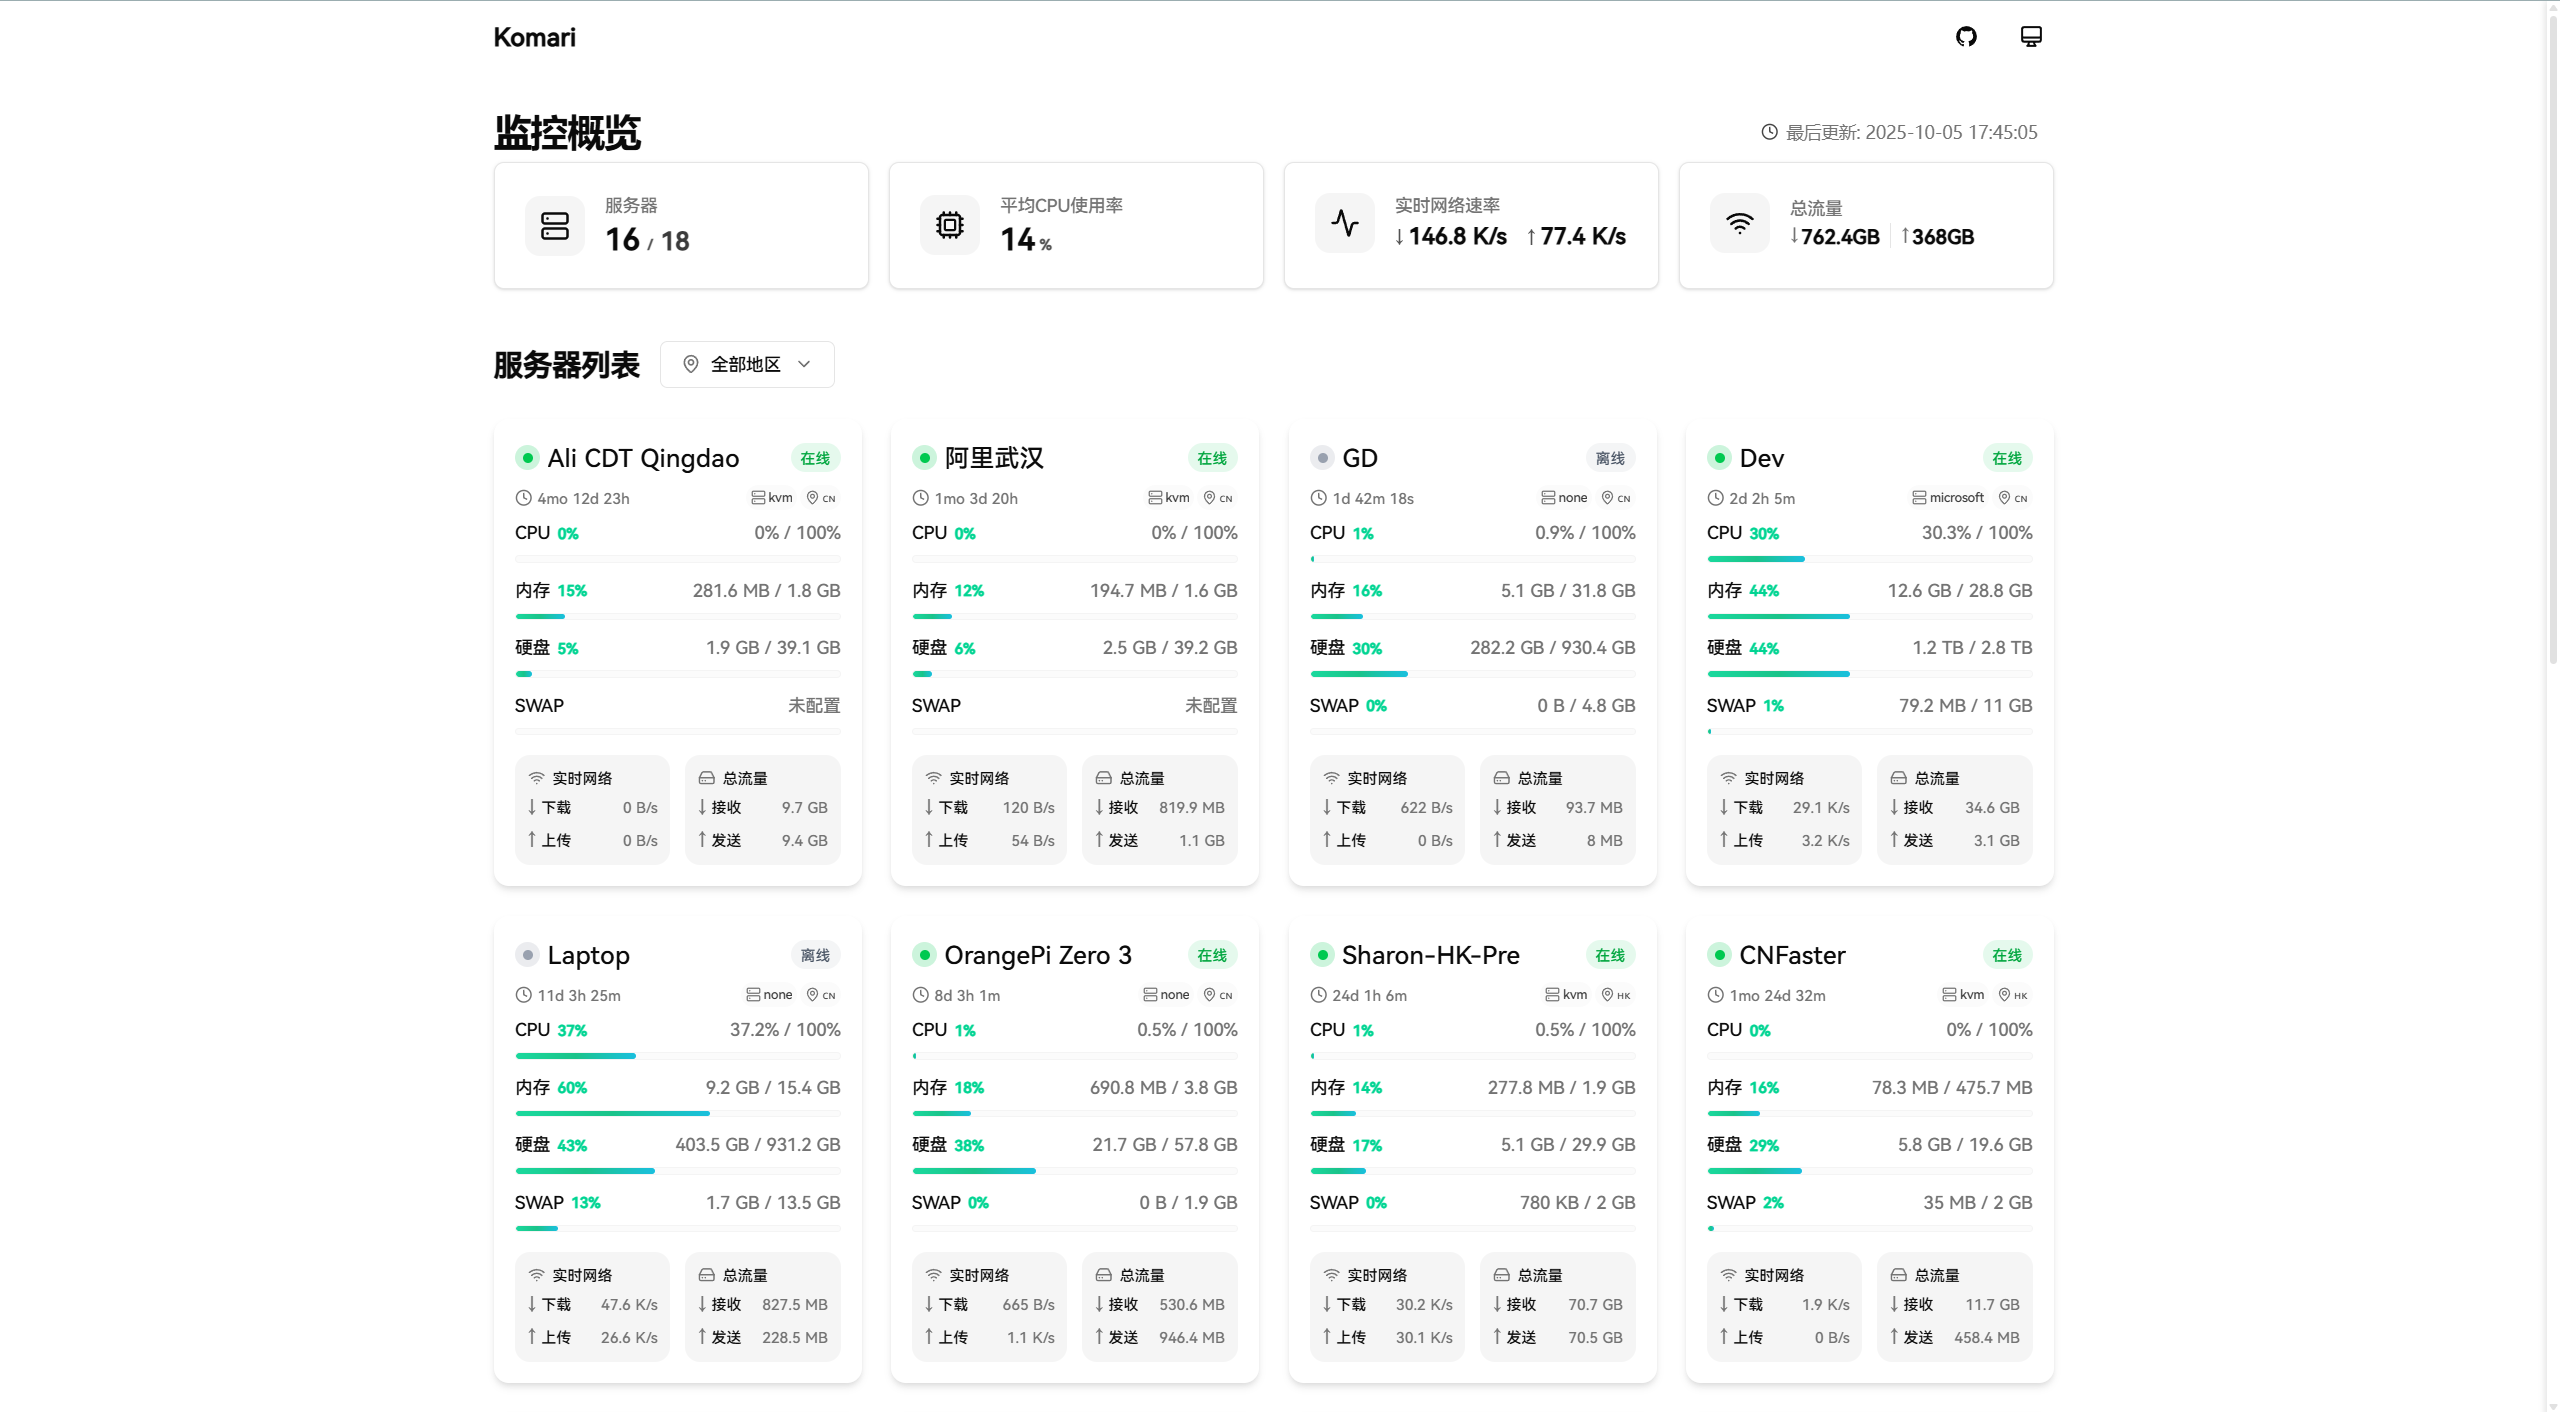 Komari
监控概览
最后更新: 2025-10-05 17:45:05
服务器
16 / 18
平均CPU使用率
14 %
实时网络速率
↓ 146.8 K/s ↑ 77.4 K/s
总流量
↓ 762.4GB ↑ 368GB
服务器列表 全部地区
Ali CDT Qingdao 在线
4mo 12d 23h kvm CN
CPU 0% 0% / 100%
内存 15% 281.6 MB / 1.8 GB
硬盘 5% 1.9 GB / 39.1 GB
SWAP 未配置
实时网络
↓ 下载 0 B/s
↑ 上传 0 B/s
总流量
↓ 接收 9.7 GB
↑ 发送 9.4 GB
阿里武汉 在线
1mo 3d 20h kvm CN
CPU 0% 0% / 100%
内存 12% 194.7 MB / 1.6 GB
硬盘 6% 2.5 GB / 39.2 GB
SWAP 未配置
实时网络
↓ 下载 120 B/s
↑ 上传 54 B/s
总流量
↓ 接收 819.9 MB
↑ 发送 1.1 GB
GD 离线
1d 42m 18s none CN
CPU 1% 0.9% / 100%
内存 16% 5.1 GB / 31.8 GB
硬盘 30% 282.2 GB / 930.4 GB
SWAP 0% 0 B / 4.8 GB
实时网络
↓ 下载 622 B/s
↑ 上传 0 B/s
总流量
↓ 接收 93.7 MB
↑ 发送 8 MB
Dev 在线
2d 2h 5m microsoft CN
CPU 30% 30.3% / 100%
内存 44% 12.6 GB / 28.8 GB
硬盘 44% 1.2 TB / 2.8 TB
SWAP 1% 79.2 MB / 11 GB
实时网络
↓ 下载 29.1 K/s
↑ 上传 3.2 K/s
总流量
↓ 接收 34.6 GB
↑ 发送 3.1 GB
Laptop 离线
11d 3h 25m none CN
CPU 37% 37.2% / 100%
内存 60% 9.2 GB / 15.4 GB
硬盘 43% 403.5 GB / 931.2 GB
SWAP 13% 1.7 GB / 13.5 GB
实时网络
↓ 下载 47.6 K/s
↑ 上传 26.6 K/s
总流量
↓ 接收 827.5 MB
↑ 发送 228.5 MB
OrangePi Zero 3 在线
8d 3h 1m none CN
CPU 1% 0.5% / 100%
内存 18% 690.8 MB / 3.8 GB
硬盘 38% 21.7 GB / 57.8 GB
SWAP 0% 0 B / 1.9 GB
实时网络
↓ 下载 665 B/s
↑ 上传 1.1 K/s
总流量
↓ 接收 530.6 MB
↑ 发送 946.4 MB
Sharon-HK-Pre 在线
24d 1h 6m kvm HK
CPU 1% 0.5% / 100%
内存 14% 277.8 MB / 1.9 GB
硬盘 17% 5.1 GB / 29.9 GB
SWAP 0% 780 KB / 2 GB
实时网络
↓ 下载 30.2 K/s
↑ 上传 30.1 K/s
总流量
↓ 接收 70.7 GB
↑ 发送 70.5 GB
CNFaster 在线
1mo 24d 32m kvm HK
CPU 0% 0% / 100%
内存 16% 78.3 MB / 475.7 MB
硬盘 29% 5.8 GB / 19.6 GB
SWAP 2% 35 MB / 2 GB
实时网络
↓ 下载 1.9 K/s
↑ 上传 0 B/s
总流量
↓ 接收 11.7 GB
↑ 发送 458.4 MB